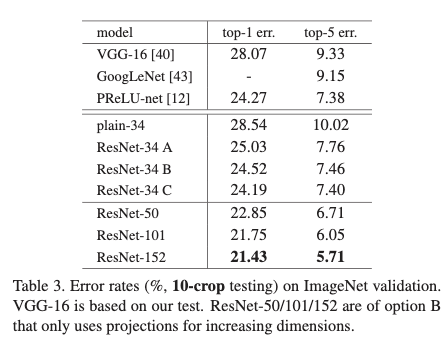 model top-1 err. top-5 err.
VGG-16 [40] 28.07 9.33
GoogLeNet [43] - 9.15
PReLU-net [12] 24.27 7.38
plain-34 28.54 10.02
ResNet-34 A 25.03 7.76
ResNet-34 B 24.52 7.46
ResNet-34 C 24.19 7.40
ResNet-50 22.85 6.71
ResNet-101 21.75 6.05
ResNet-152 21.43 5.71
Table 3. Error rates (%, 10-crop testing) on ImageNet validation.
VGG-16 is based on our test. ResNet-50/101/152 are of option B
that only uses projections for increasing dimensions.